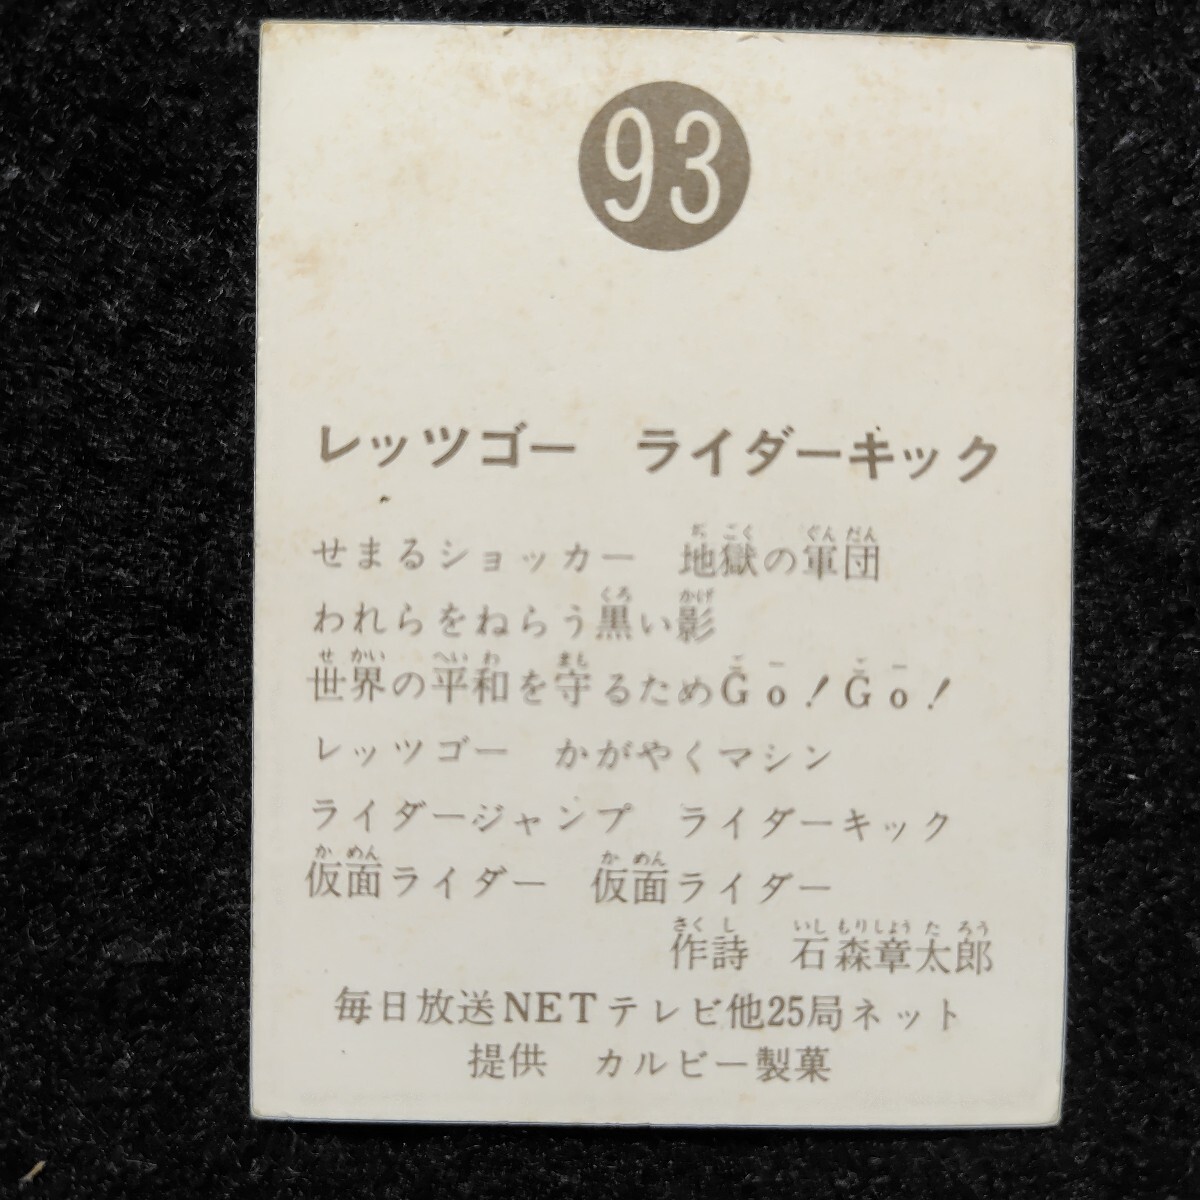 93
レッツゴー　ライダーキック
せまるショッカー　地獄の軍団
われらをねらう黒い影
世界の平和を守るためGo！Go！
レッツゴー　かがやくマシン
ライダージャンプ　ライダーキック
仮面ライダー　仮面ライダー
作詩　石森章太郎
毎日放送NETテレビ他25局ネット
提供　カルビー製菓